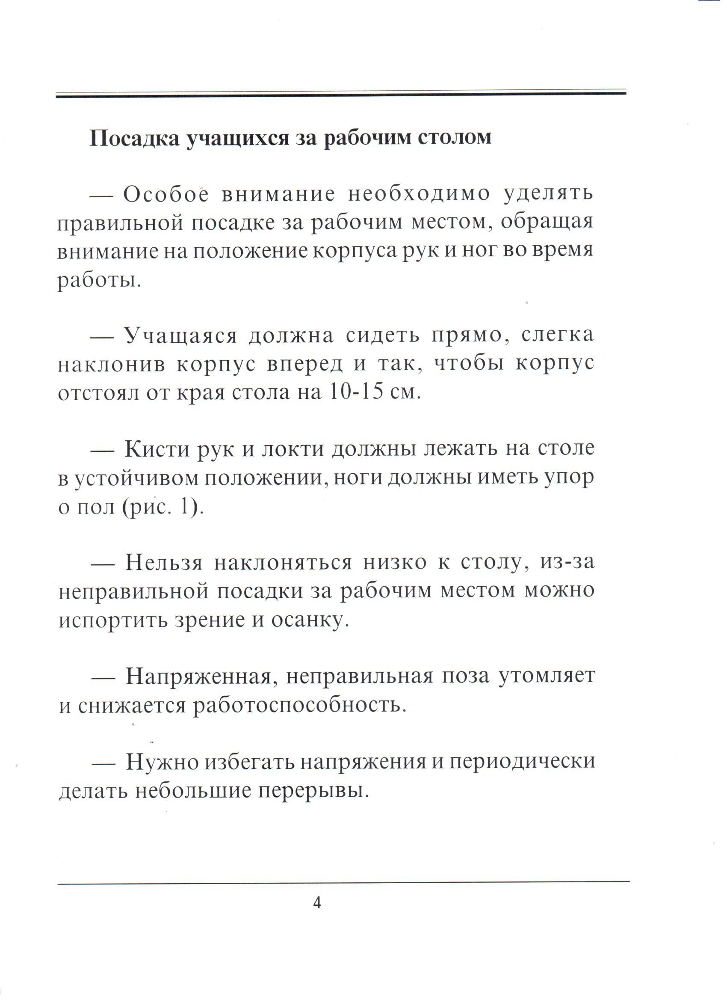 Посадка учащихся за рабочим столом
— Особое внимание необходимо уделять
правильной посадке за рабочим местом, обращая
внимание на положение корпуса рук и ног во время
работы.
— Учащаяся должна сидеть прямо, слегка
наклонив корпус вперед и так, чтобы корпус
отстоял от края стола на 10-15 см.
— Кисти рук и локти должны лежать на столе
в устойчивом положении, ноги должны иметь упор
о пол (рис. 1).
— Нельзя наклоняться низко к столу, из-за
неправильной посадки за рабочим местом можно
испортить зрение и осанку.
— Напряженная, неправильная поза утомляет
и снижается работоспособность.
— Нужно избегать напряжения и периодически
делать небольшие перерывы.
4